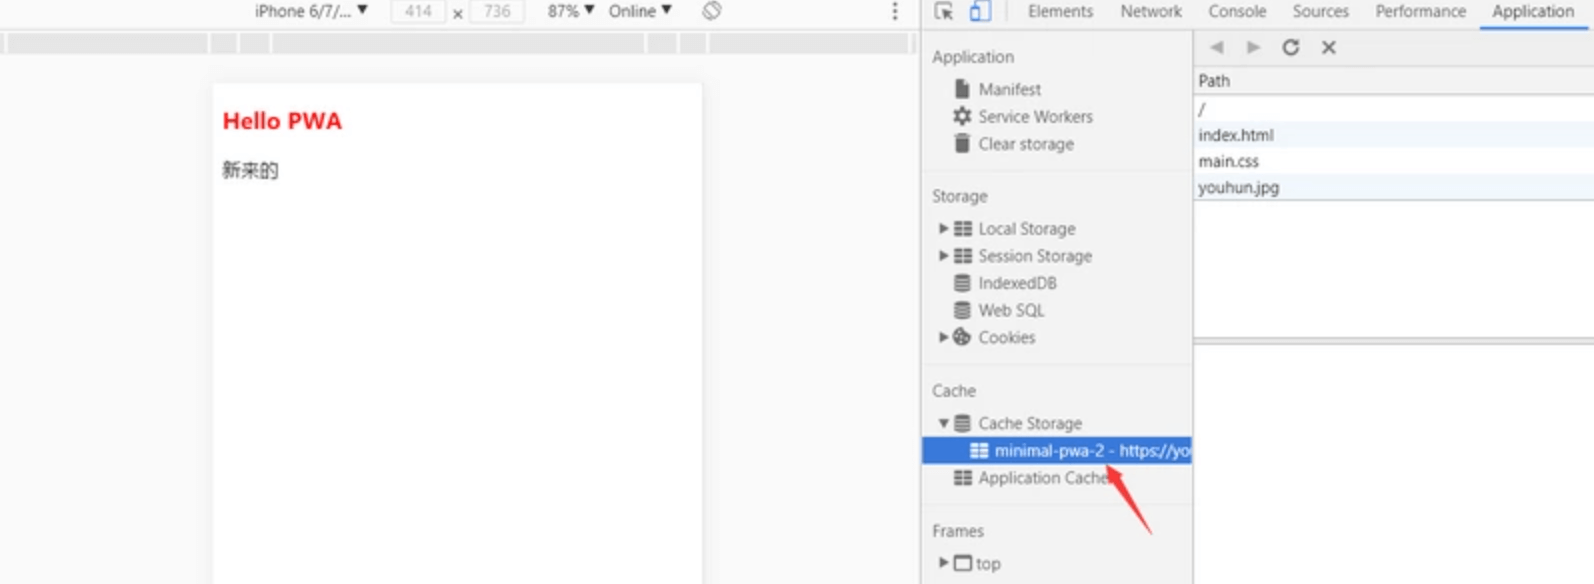 iPhone 6/7/... ▼ 414 × 736 87% ▼ Online ▼
Elements Network Console Sources Performance Application
Hello PWA
新来的
Application
Manifest
Service Workers
Clear storage
Storage
Local Storage
Session Storage
IndexedDB
Web SQL
Cookies
Cache
Cache Storage
minimal-pwa-2 - https://yo
Application Cache
Frames
top
Path
/
index.html
main.css
youhun.jpg